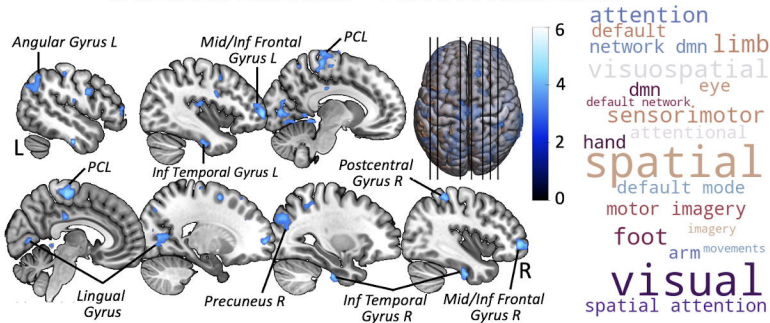 Angular Gyrus L
Mid/Inf Frontal
Gyrus L
PCL
L
Inf Temporal Gyrus L
6
4
2
0
PCL
Postcentral
Gyrus R
Lingual
Gyrus
Precuneus R
Inf Temporal
Gyrus R
Mid/Inf Frontal
Gyrus R
R
attention
default
network dmn
limb
visuospatial
dmn
eye
default network
sensorimotor
attentional
hand
spatial
default mode
motor imagery
imagery
foot
arm
movements
visual
spatial attention